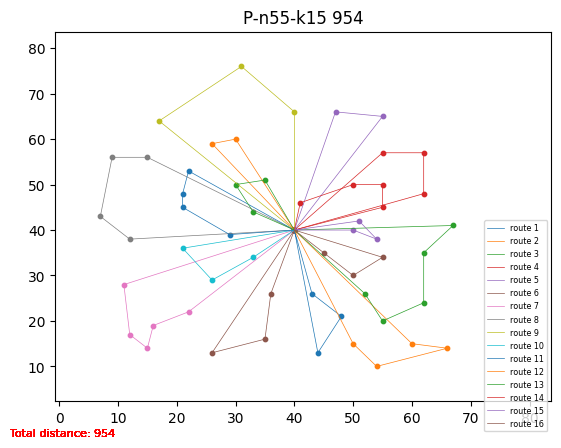 P-n55-k15 954
80
70
60
50
40
30
20
10
0 10 20 30 40 50 60 70 80
route 1
route 2
route 3
route 4
route 5
route 6
route 7
route 8
route 9
route 10
route 11
route 12
route 13
route 14
route 15
route 16
Total distance: 954